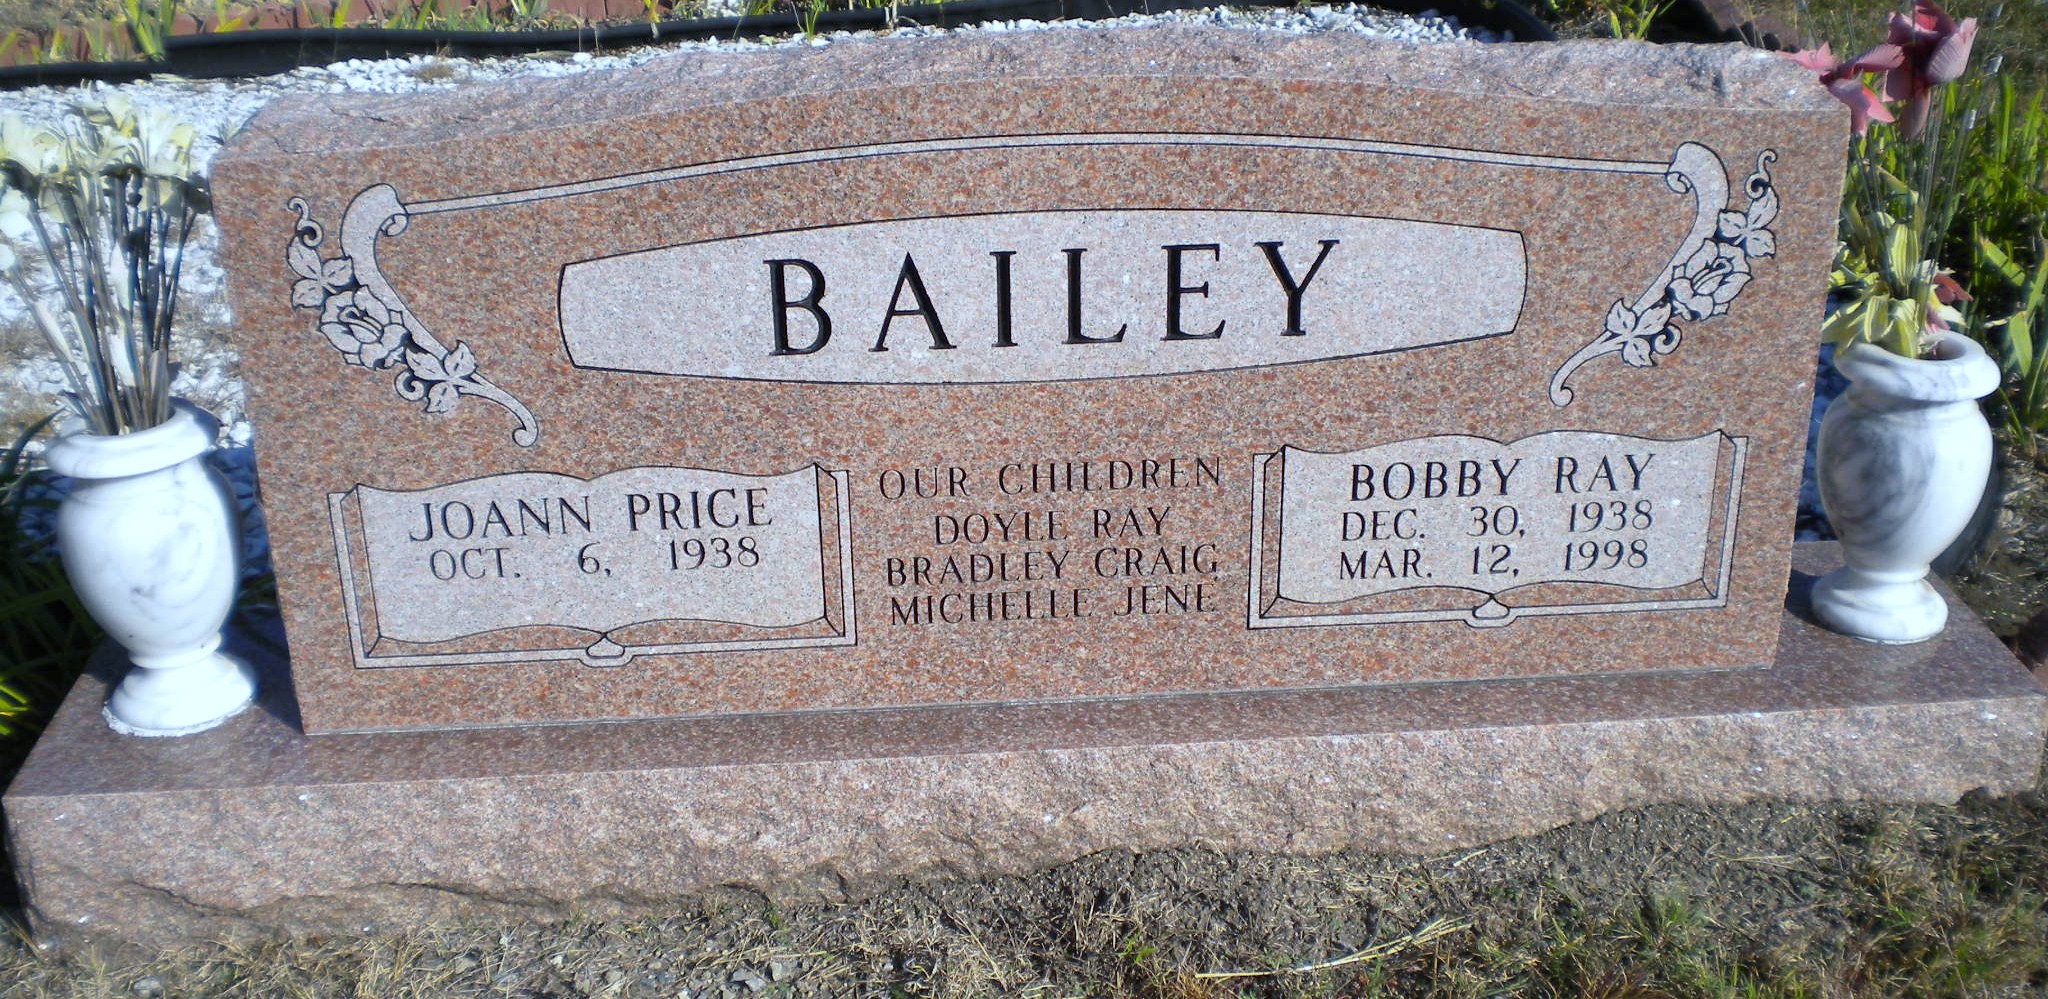 BAILEY
JOANN PRICE
OCT. 6, 1938
OUR CHILDREN
DOYLE RAY
BRADLEY CRAIG
MICHELLE JENE
BOBBY RAY
DEC. 30, 1938
MAR. 12, 1998